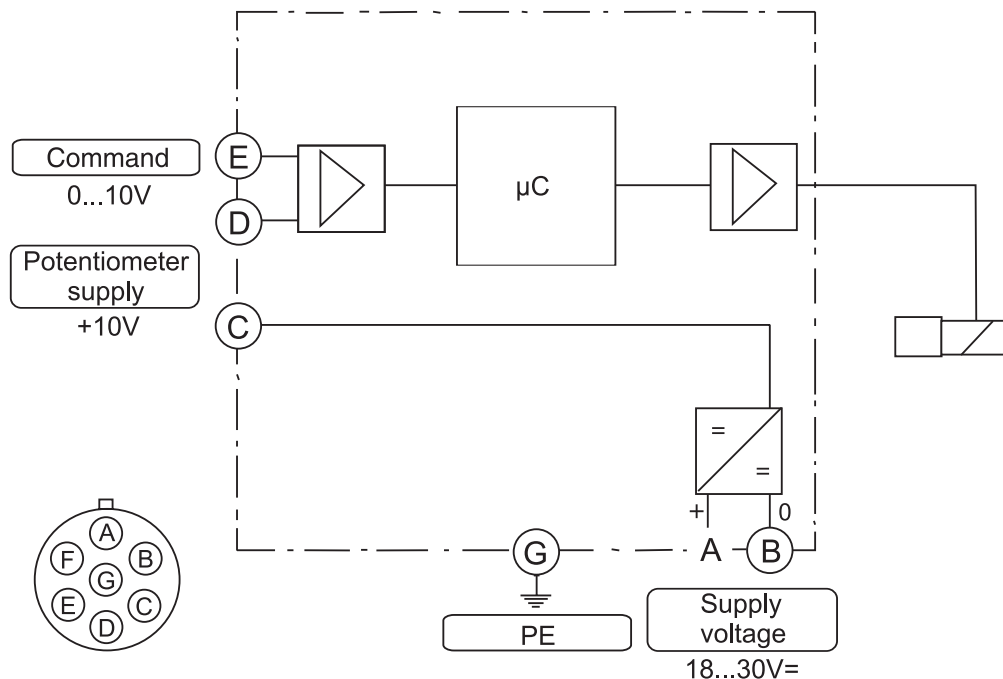 E
Command
0...10V
µC
D
Potentiometer
supply
+10V
C
=
=
+
0
A
F
B
G
E
C
D
G
A
B
PE
Supply
voltage
18...30V=